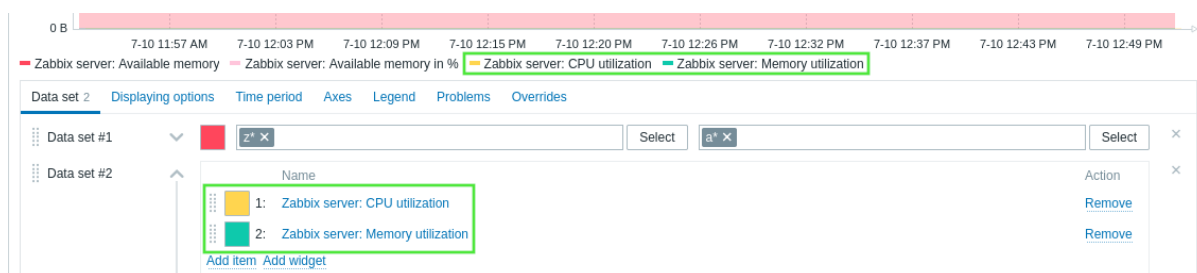 0 B
7-10 11:57 AM 7-10 12:03 PM 7-10 12:09 PM 7-10 12:15 PM 7-10 12:20 PM 7-10 12:26 PM 7-10 12:32 PM 7-10 12:37 PM 7-10 12:43 PM 7-10 12:49 PM
Zabbix server: Available memory Zabbix server: Available memory in % Zabbix server: CPU utilization Zabbix server: Memory utilization
Data set 2 Displaying options Time period Axes Legend Problems Overrides
Data set #1 z* × Select a* × Select ×
Data set #2 Name Action ×
1: Zabbix server: CPU utilization Remove
2: Zabbix server: Memory utilization Remove
Add item Add widget